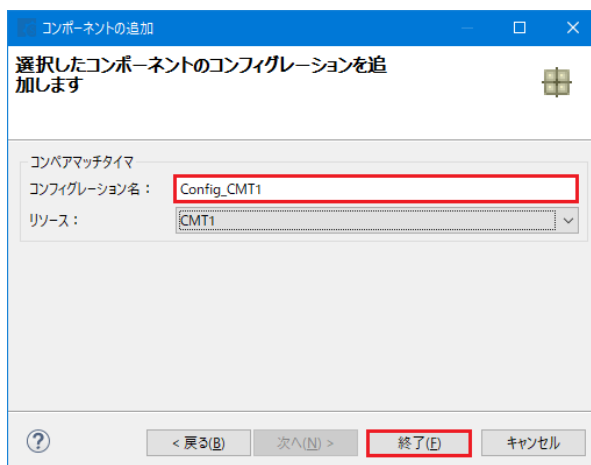 コンポーネントの追加
選択したコンポーネントのコンフィグレーションを追
加します
コンペアマッチタイマ
コンフィグレーション名： Config_CMT1
リソース： CMT1
< 戻る(B) 次へ(N) > 終了(F) キャンセル